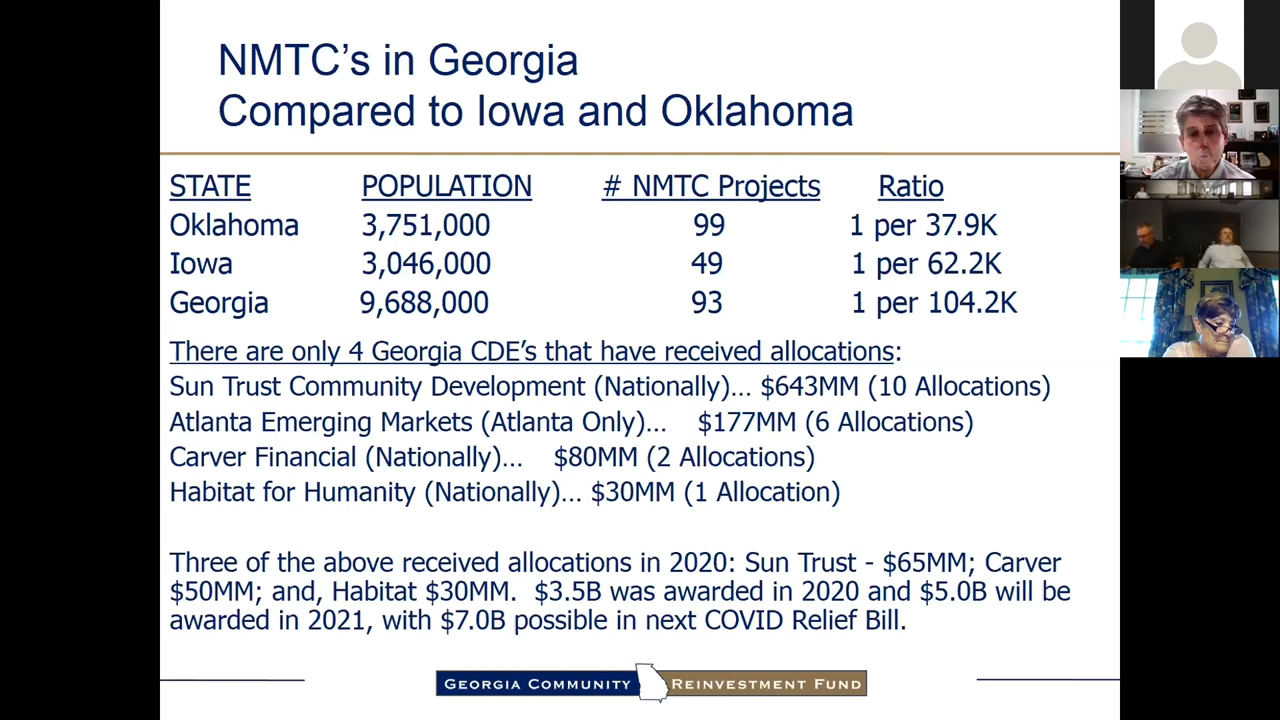 NMTC's in Georgia
Compared to Iowa and Oklahoma
STATE POPULATION # NMTC Projects Ratio
Oklahoma 3,751,000 99 1 per 37.9K
Iowa 3,046,000 49 1 per 62.2K
Georgia 9,688,000 93 1 per 104.2K
There are only 4 Georgia CDE's that have received allocations:
Sun Trust Community Development (Nationally)... $643MM (10 Allocations)
Atlanta Emerging Markets (Atlanta Only)... $177MM (6 Allocations)
Carver Financial (Nationally)... $80MM (2 Allocations)
Habitat for Humanity (Nationally)... $30MM (1 Allocation)
Three of the above received allocations in 2020: Sun Trust - $65MM; Carver
$50MM; and, Habitat $30MM. $3.5B was awarded in 2020 and $5.0B will be
awarded in 2021, with $7.0B possible in next COVID Relief Bill.
GEORGIA COMMUNITY REINVESTMENT FUND